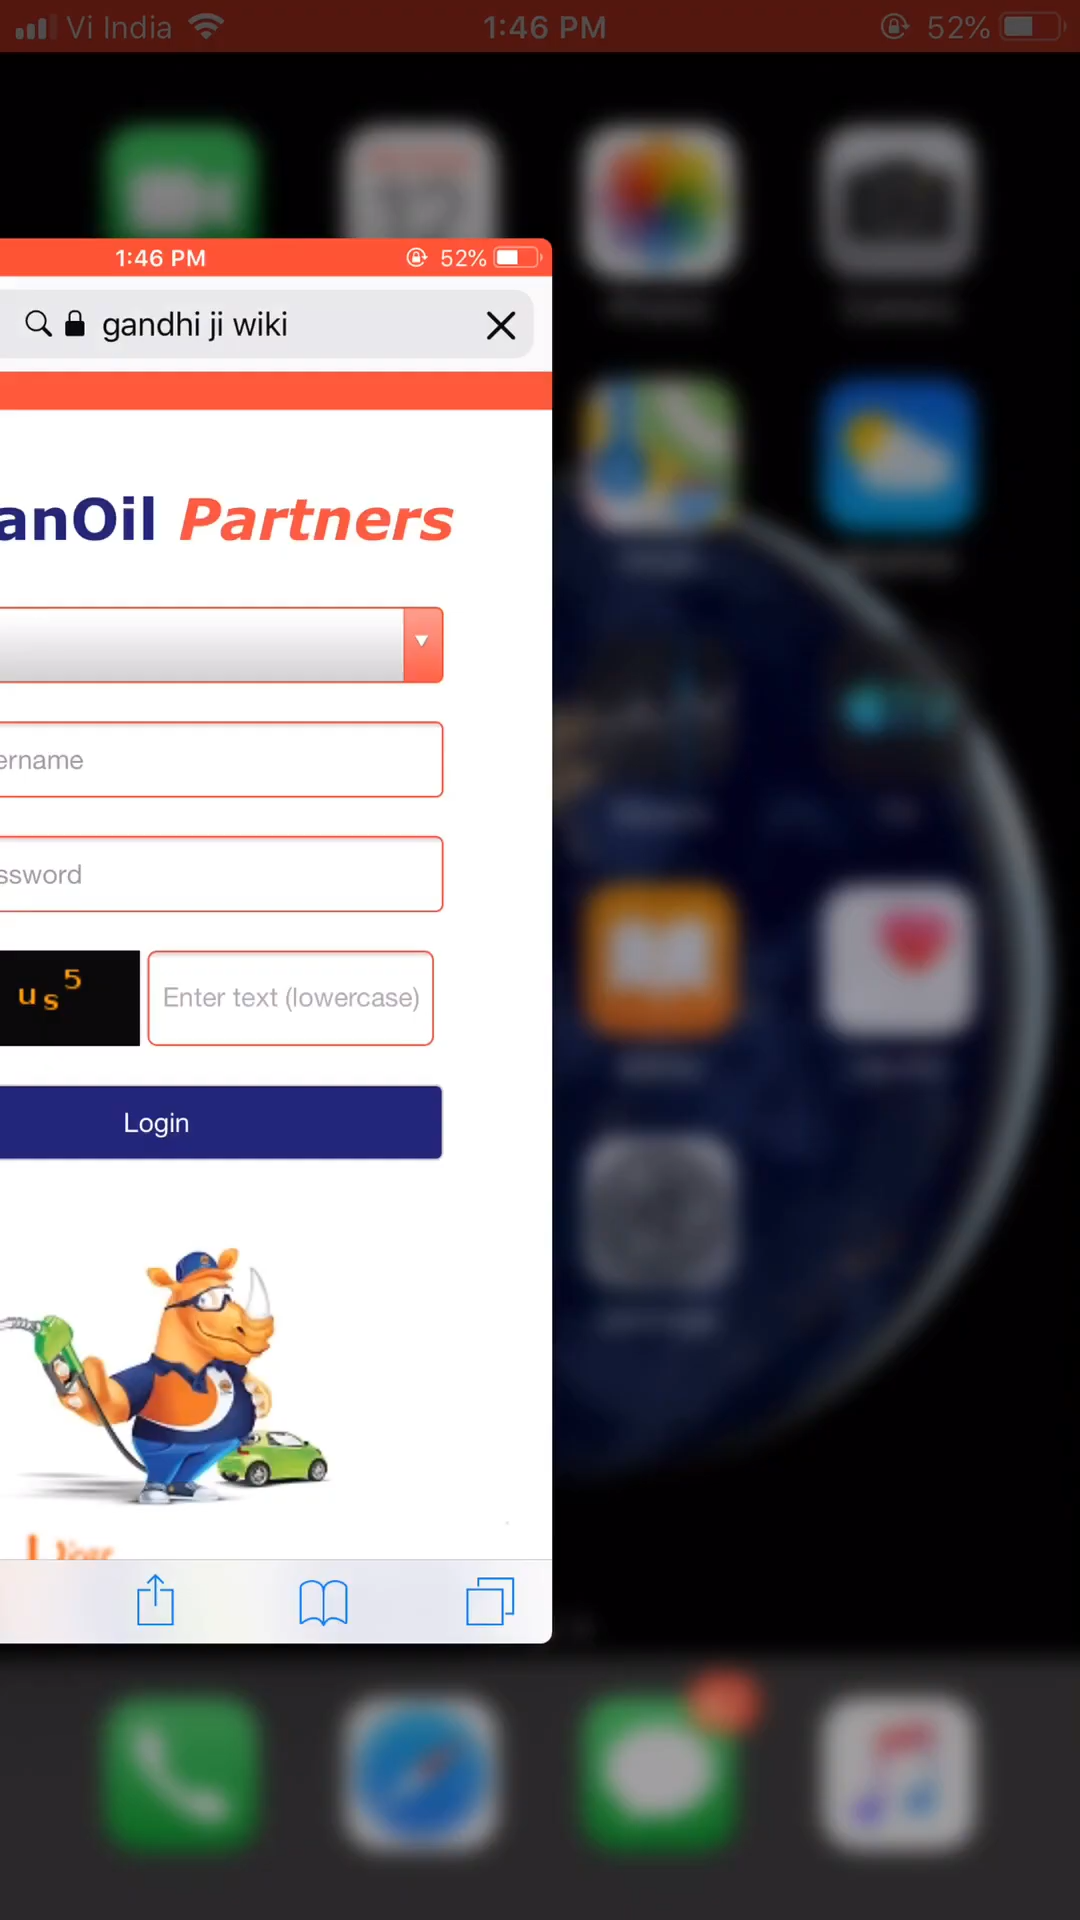 Vi India 1:46 PM 52%
1:46 PM 52%
gandhi ji wiki
anOil Partners
ername
ssword
us5
Enter text (lowercase)
Login